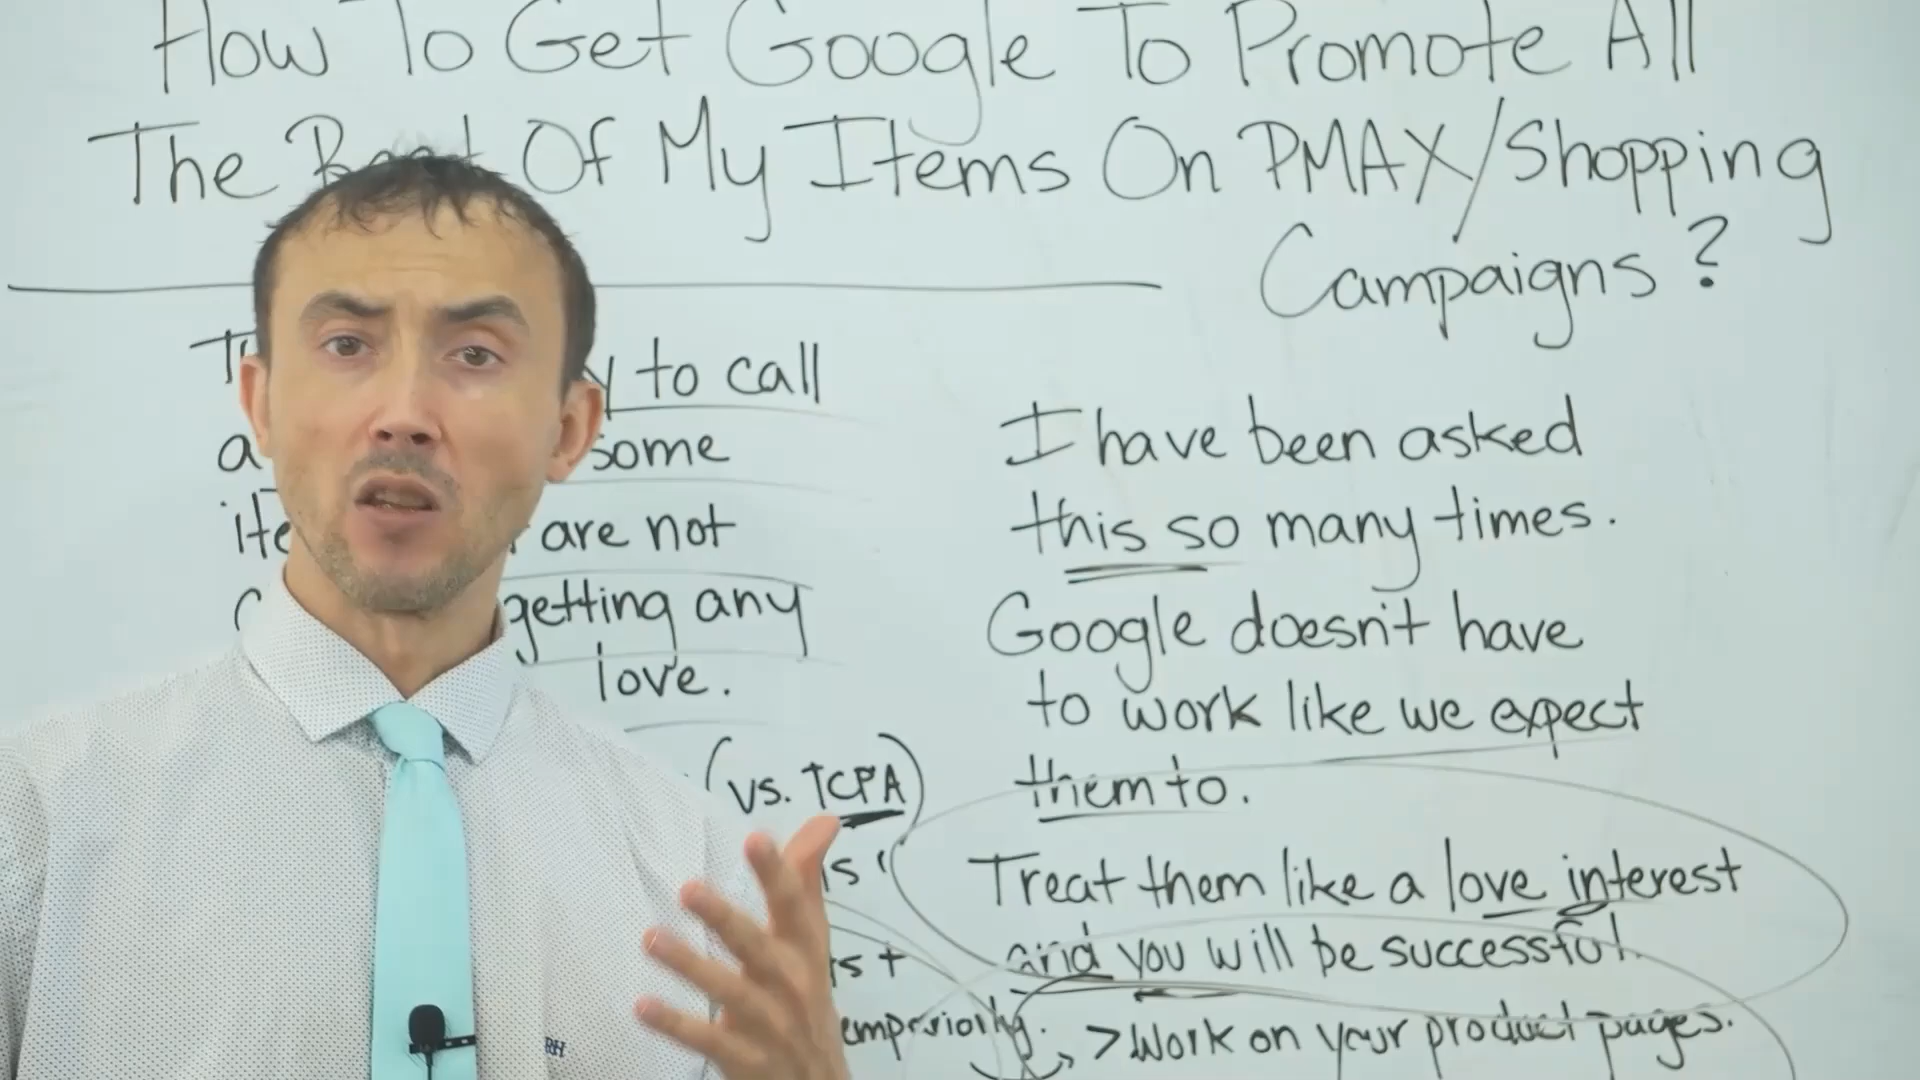 How To Get Google To Promote All
The Of My Items On PMAX/Shopping
Campaigns?
to call
a some
are not
getting any
love.
(vs. TCPA)
is
+
temporarily.
I have been asked
this so many times.
Google doesn't have
to work like we expect
them to.
Treat them like a love interest
and you will be successful.
> Work on your product pages.
RH